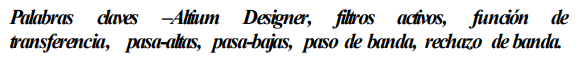 Palabras claves –Altium Designer, filtros activos, función de
transferencia, pasa-altas, pasa-bajas, paso de banda, rechazo de banda.